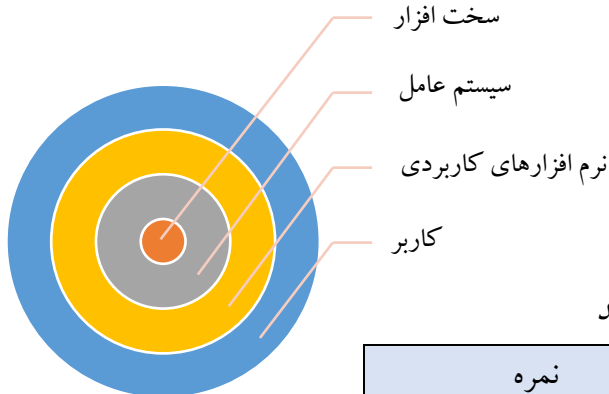 سخت افزار
سیستم عامل
نرم افزارهای کاربردی
کاربر
نمره